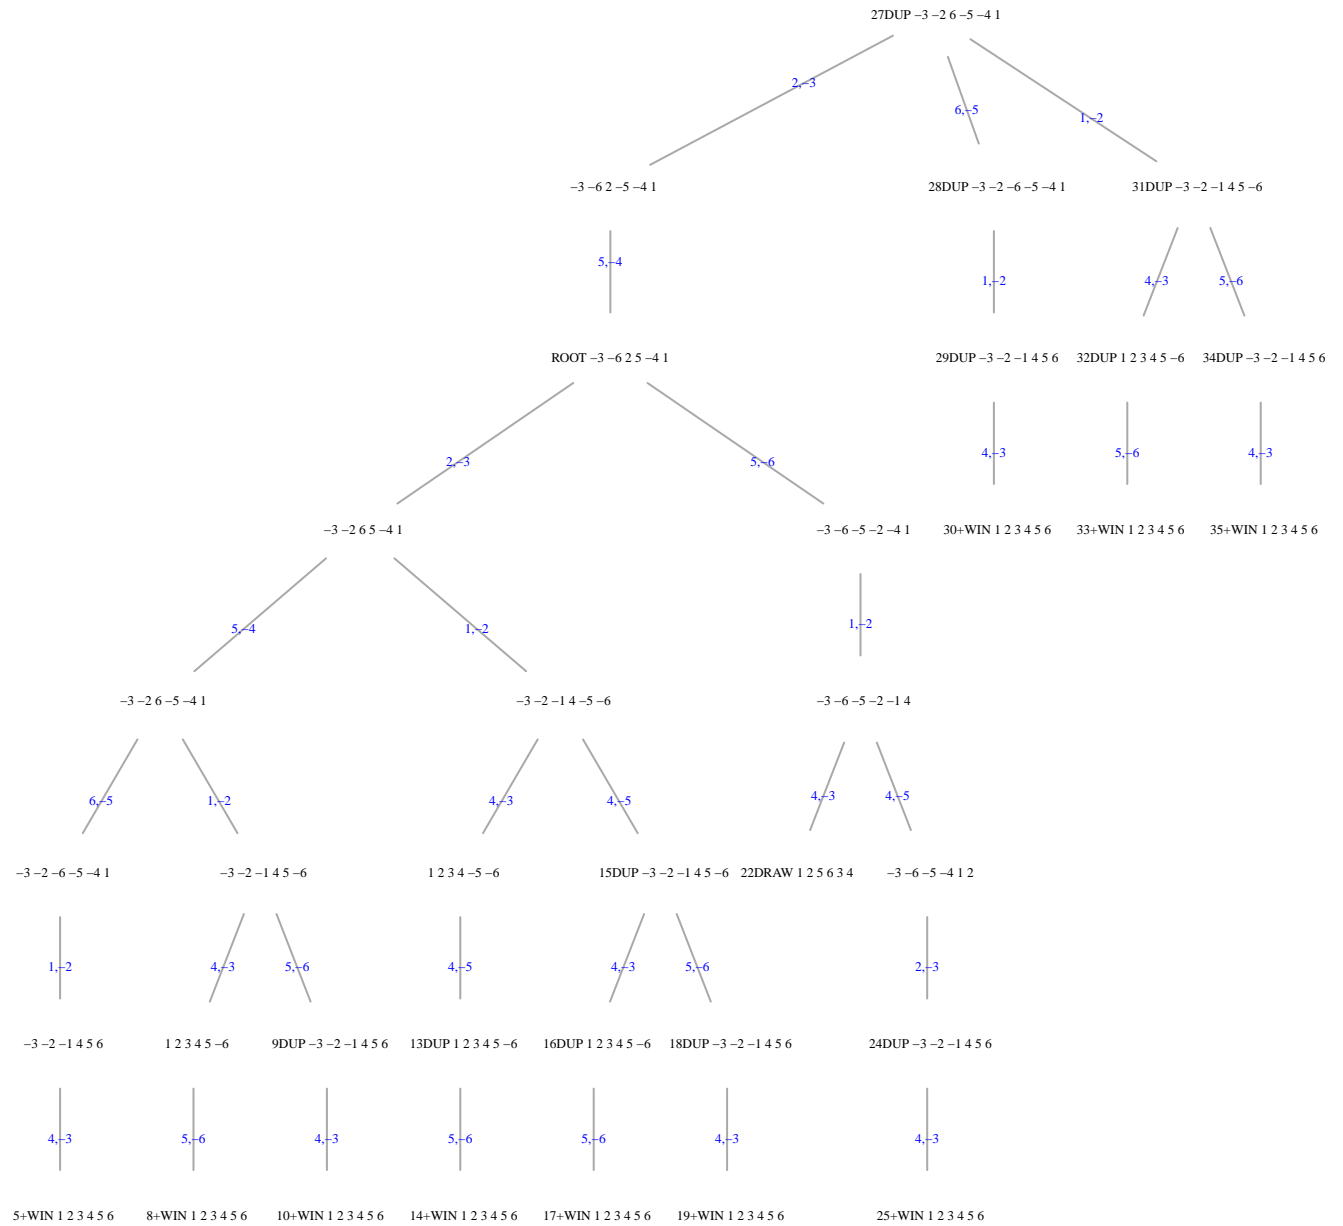 27DUP −3 −2 6 −5 −4 1
2,−3
6,−5
1,−2
−3 −6 2 −5 −4 1
28DUP −3 −2 −6 −5 −4 1
31DUP −3 −2 −1 4 5 −6
5,−4
1,−2
4,−3
5,−6
ROOT −3 −6 2 5 −4 1
29DUP −3 −2 −1 4 5 6
32DUP 1 2 3 4 5 −6
34DUP −3 −2 −1 4 5 6
2,−3
5,−6
4,−3
5,−6
4,−3
−3 −2 6 5 −4 1
−3 −6 −5 −2 −4 1
30+WIN 1 2 3 4 5 6
33+WIN 1 2 3 4 5 6
35+WIN 1 2 3 4 5 6
5,−4
1,−2
1,−2
−3 −2 6 −5 −4 1
−3 −2 −1 4 −5 −6
−3 −6 −5 −2 −1 4
6,−5
1,−2
4,−3
4,−5
4,−3
4,−5
−3 −2 −6 −5 −4 1
−3 −2 −1 4 5 −6
1 2 3 4 −5 −6
15DUP −3 −2 −1 4 5 −6
22DRAW 1 2 5 6 3 4
−3 −6 −5 −4 1 2
1,−2
4,−3
5,−6
4,−5
4,−3
5,−6
2,−3
−3 −2 −1 4 5 6
1 2 3 4 5 −6
9DUP −3 −2 −1 4 5 6
13DUP 1 2 3 4 5 −6
16DUP 1 2 3 4 5 −6
18DUP −3 −2 −1 4 5 6
24DUP −3 −2 −1 4 5 6
4,−3
5,−6
4,−3
5,−6
5,−6
4,−3
4,−3
5+WIN 1 2 3 4 5 6
8+WIN 1 2 3 4 5 6
10+WIN 1 2 3 4 5 6
14+WIN 1 2 3 4 5 6
17+WIN 1 2 3 4 5 6
19+WIN 1 2 3 4 5 6
25+WIN 1 2 3 4 5 6